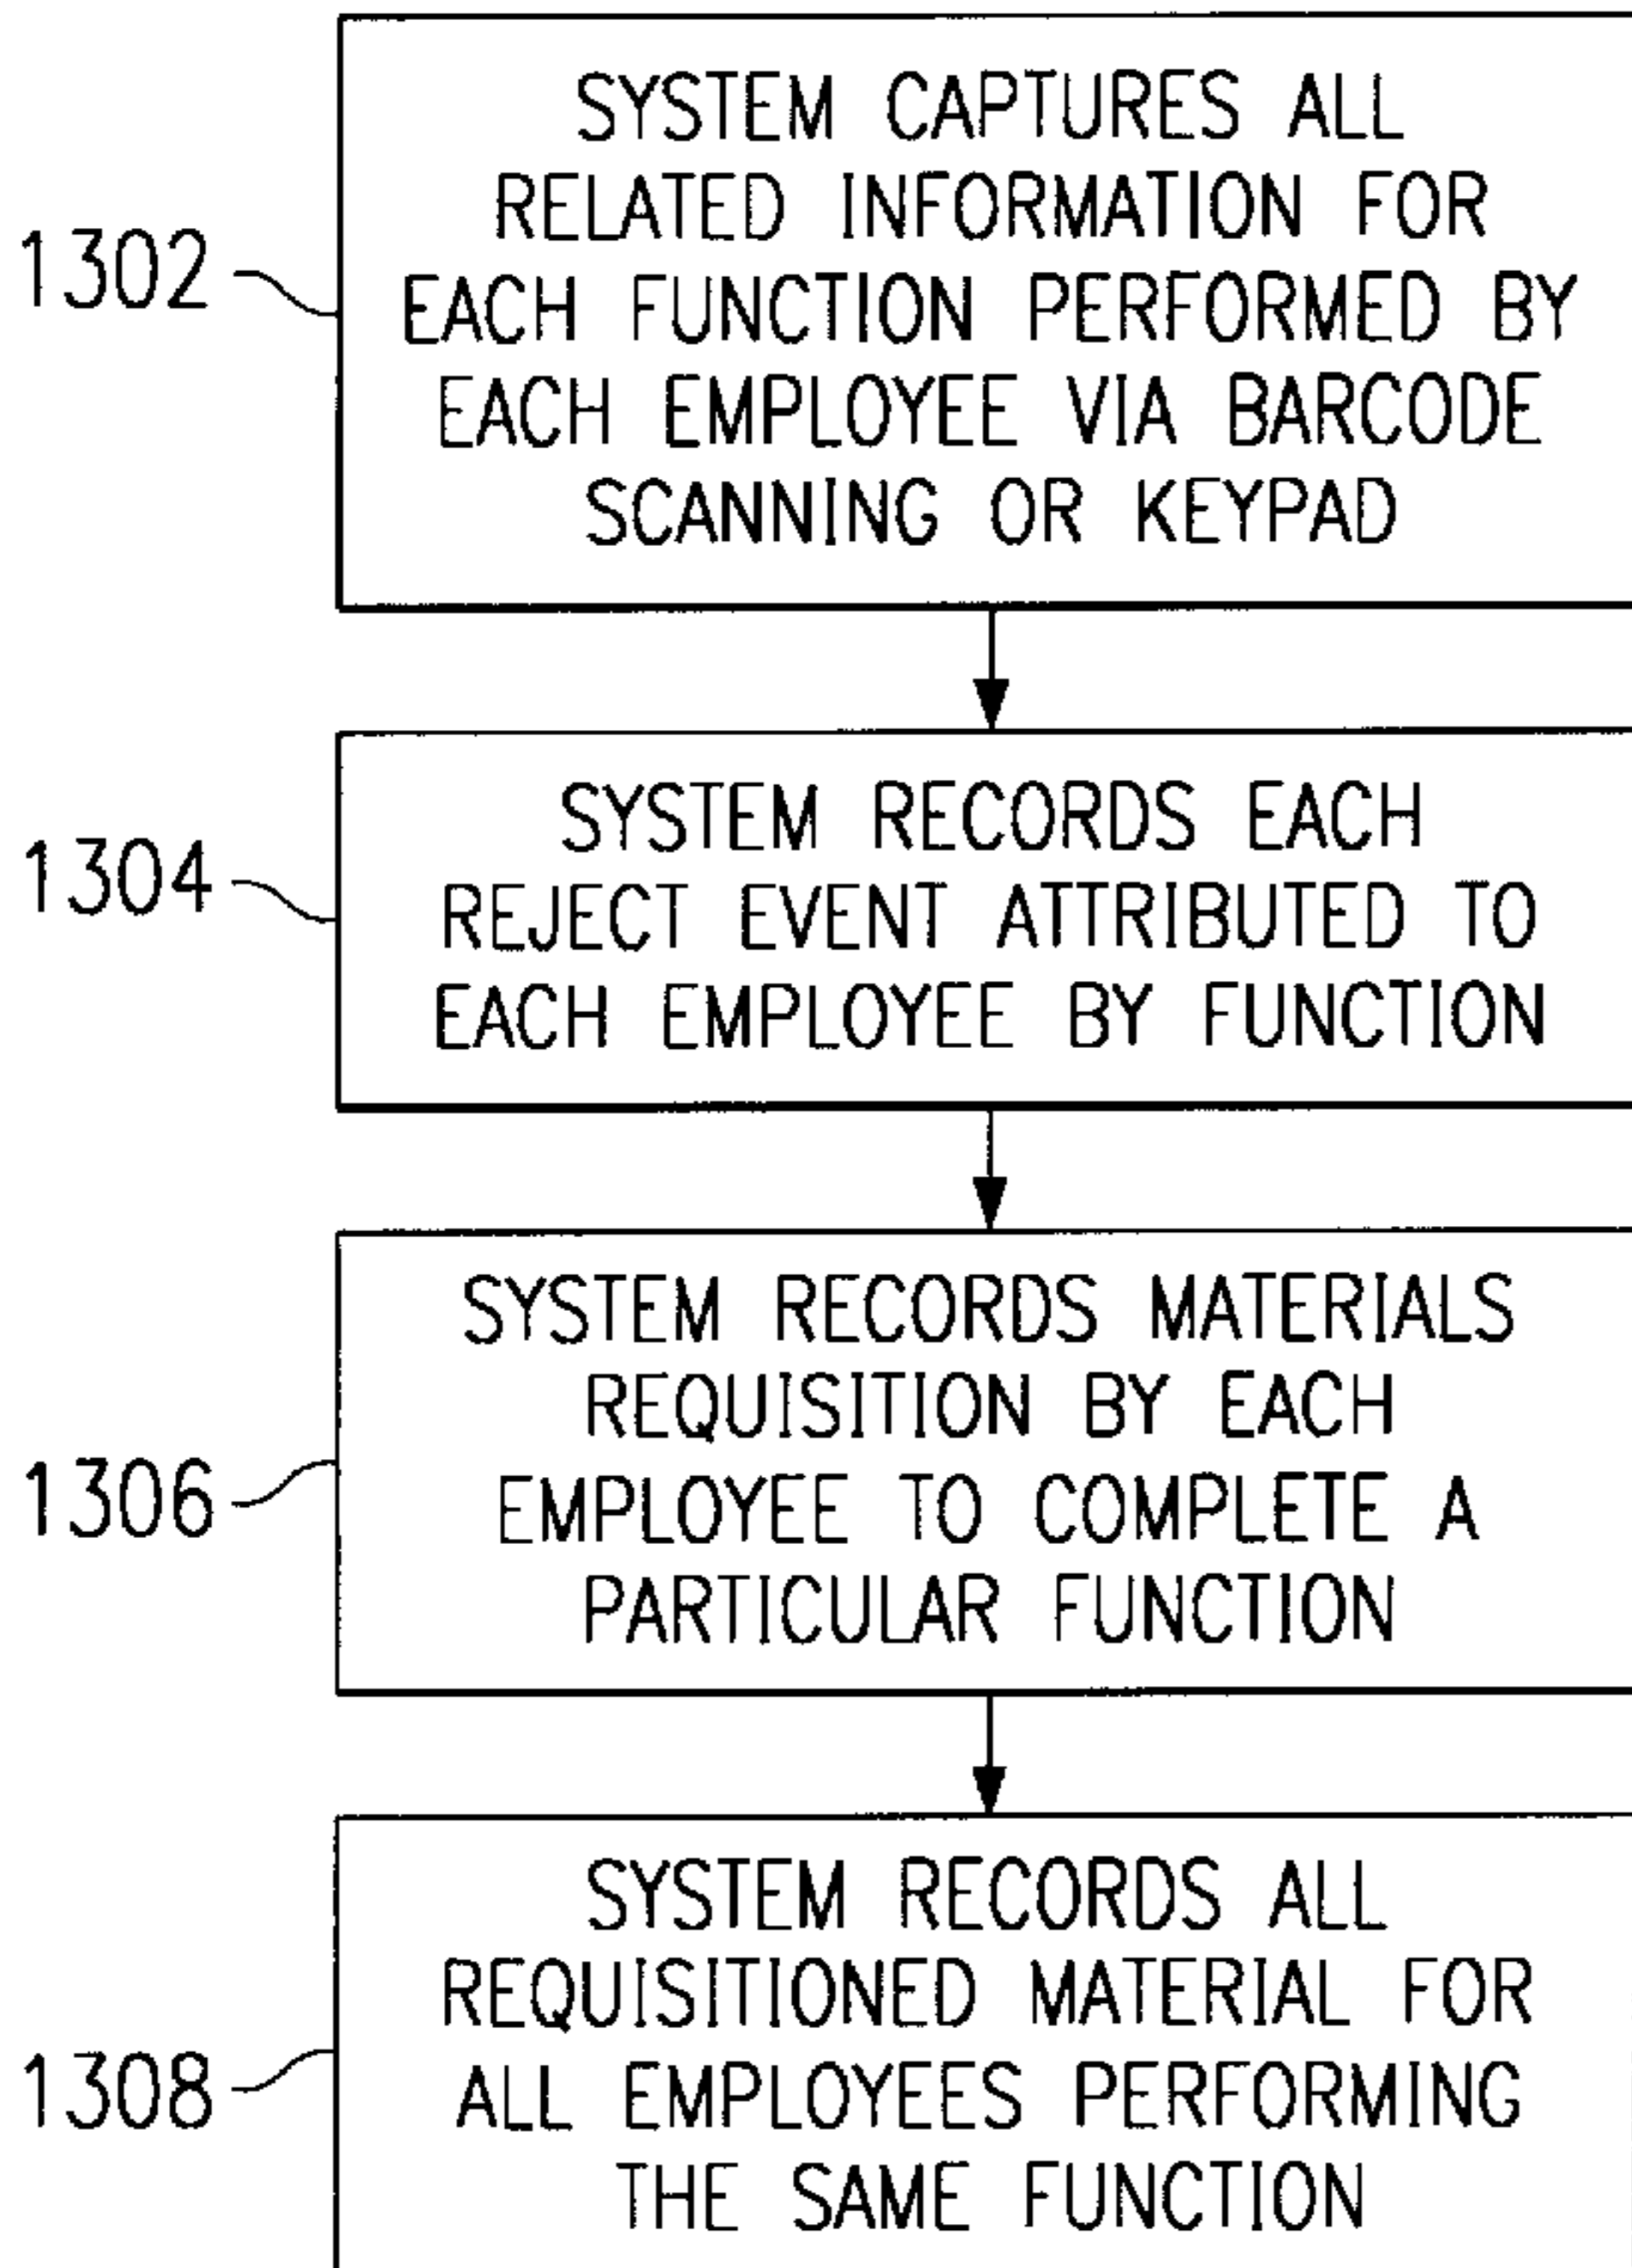 SYSTEM CAPTURES ALL
RELATED INFORMATION FOR
1302
EACH FUNCTION PERFORMED BY
EACH EMPLOYEE VIA BARCODE
SCANNING OR KEYPAD
SYSTEM RECORDS EACH
1304
REJECT EVENT ATTRIBUTED TO
EACH EMPLOYEE BY FUNCTION
SYSTEM RECORDS MATERIALS
REQUISITION BY EACH
1306
EMPLOYEE TO COMPLETE A
PARTICULAR FUNCTION
SYSTEM RECORDS ALL
REQUISITIONED MATERIAL FOR
1308
ALL EMPLOYEES PERFORMING
THE SAME FUNCTION